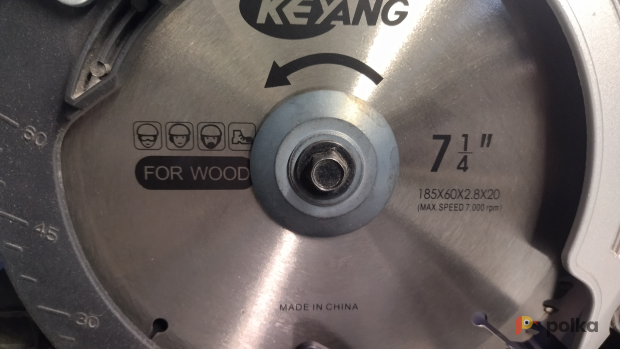 KEYANG
FOR WOOD
7 1/4"
185X60X2.8X20
(MAX.SPEED 7,000 rpm)
60
45
30
MADE IN CHINA
polka